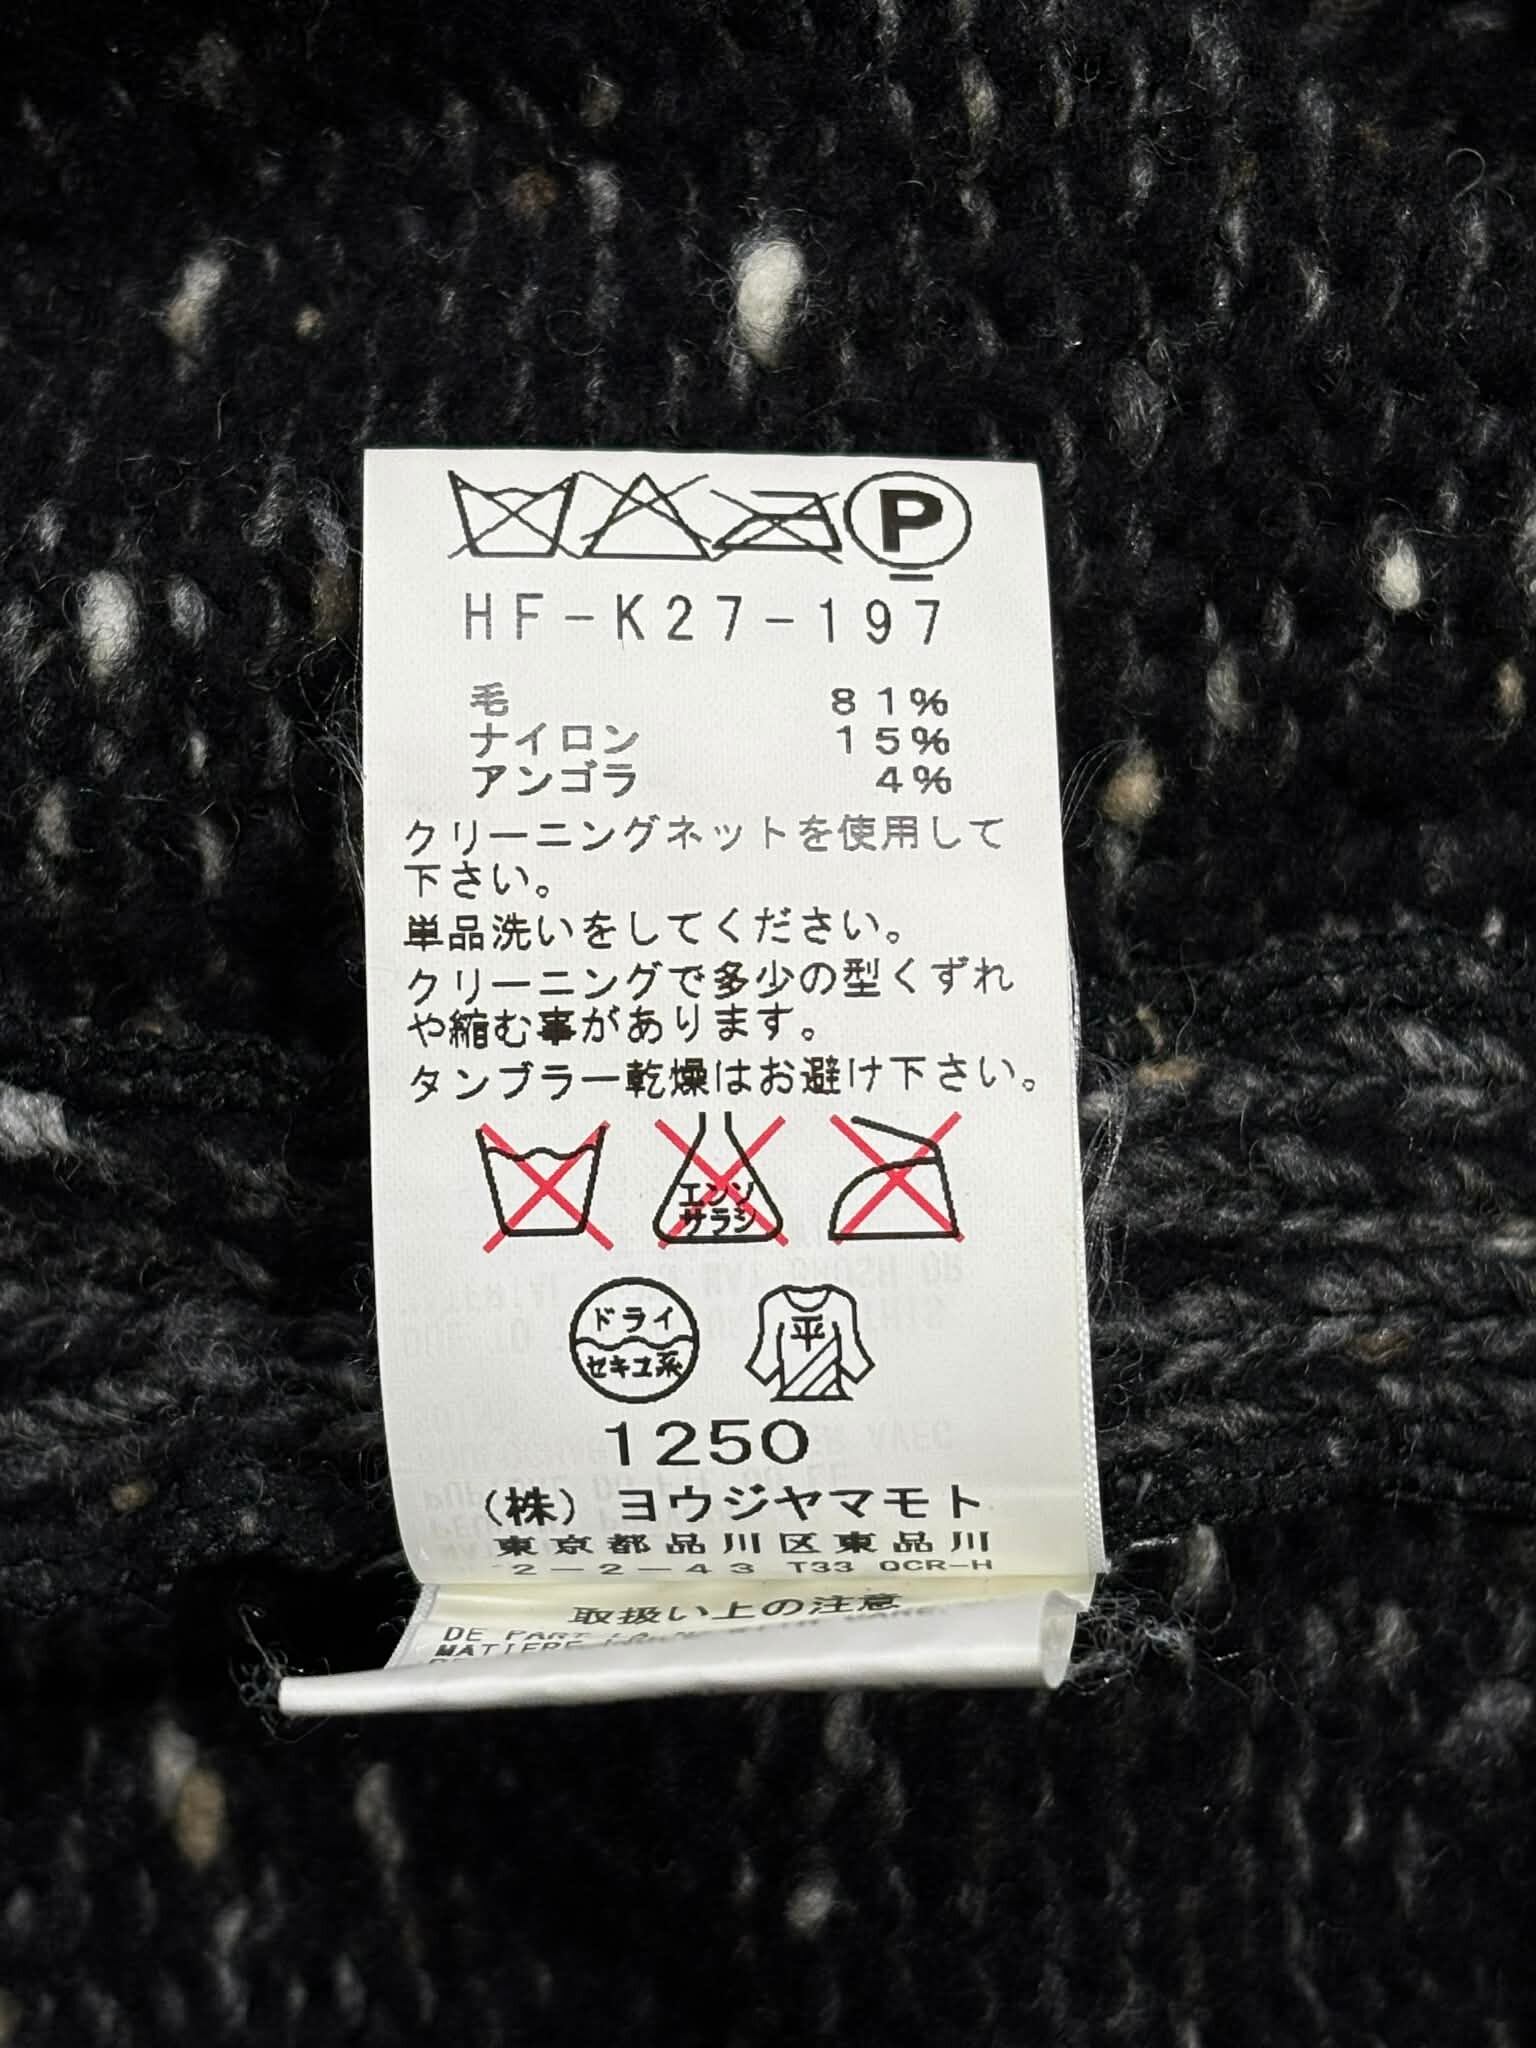 P
HF-K27-197
毛 81%
ナイロン 15%
アンゴラ 4%
クリーニングネットを使用して
下さい。
単品洗いをしてください。
クリーニングで多少の型くずれ
や縮む事があります。
タンブラー乾燥はお避け下さい。
エンソ
サラシ
ドライ
セキユ系
平
1250
(株)ヨウジヤマモト
東京都品川区東品川
2-2-43 T33 QCR-H
取扱い上の注意
DE PART
MATIERE